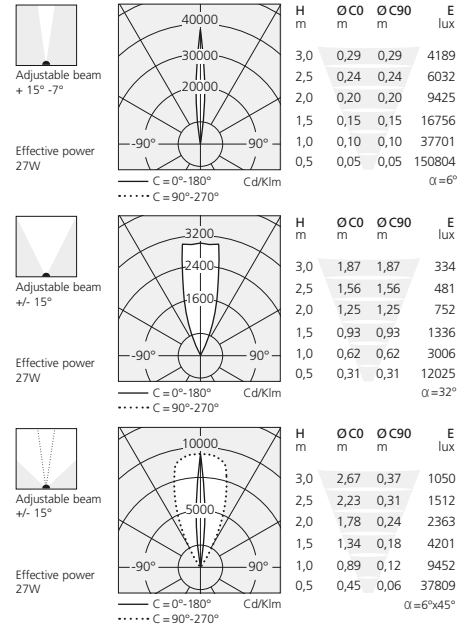 Adjustable beam
+ 15° -7°
Effective power
27W
40000
30000
20000
-90° 90°
C = 0°-180° Cd/Klm
C = 90°-270°
H Ø C0 Ø C90 E
m m m lux
3,0 0,29 0,29 4189
2,5 0,24 0,24 6032
2,0 0,20 0,20 9425
1,5 0,15 0,15 16756
1,0 0,10 0,10 37701
0,5 0,05 0,05 150804
α=6°
Adjustable beam
+/- 15°
Effective power
27W
3200
2400
1600
-90° 90°
C = 0°-180° Cd/Klm
C = 90°-270°
H Ø C0 Ø C90 E
m m m lux
3,0 1,87 1,87 334
2,5 1,56 1,56 481
2,0 1,25 1,25 752
1,5 0,93 0,93 1336
1,0 0,62 0,62 3006
0,5 0,31 0,31 12025
α=32°
Adjustable beam
+/- 15°
Effective power
27W
10000
5000
-90° 90°
C = 0°-180° Cd/Klm
C = 90°-270°
H Ø C0 Ø C90 E
m m m lux
3,0 2,67 0,37 1050
2,5 2,23 0,31 1512
2,0 1,78 0,24 2363
1,5 1,34 0,18 4201
1,0 0,89 0,12 9452
0,5 0,45 0,06 37809
α=6°x45°